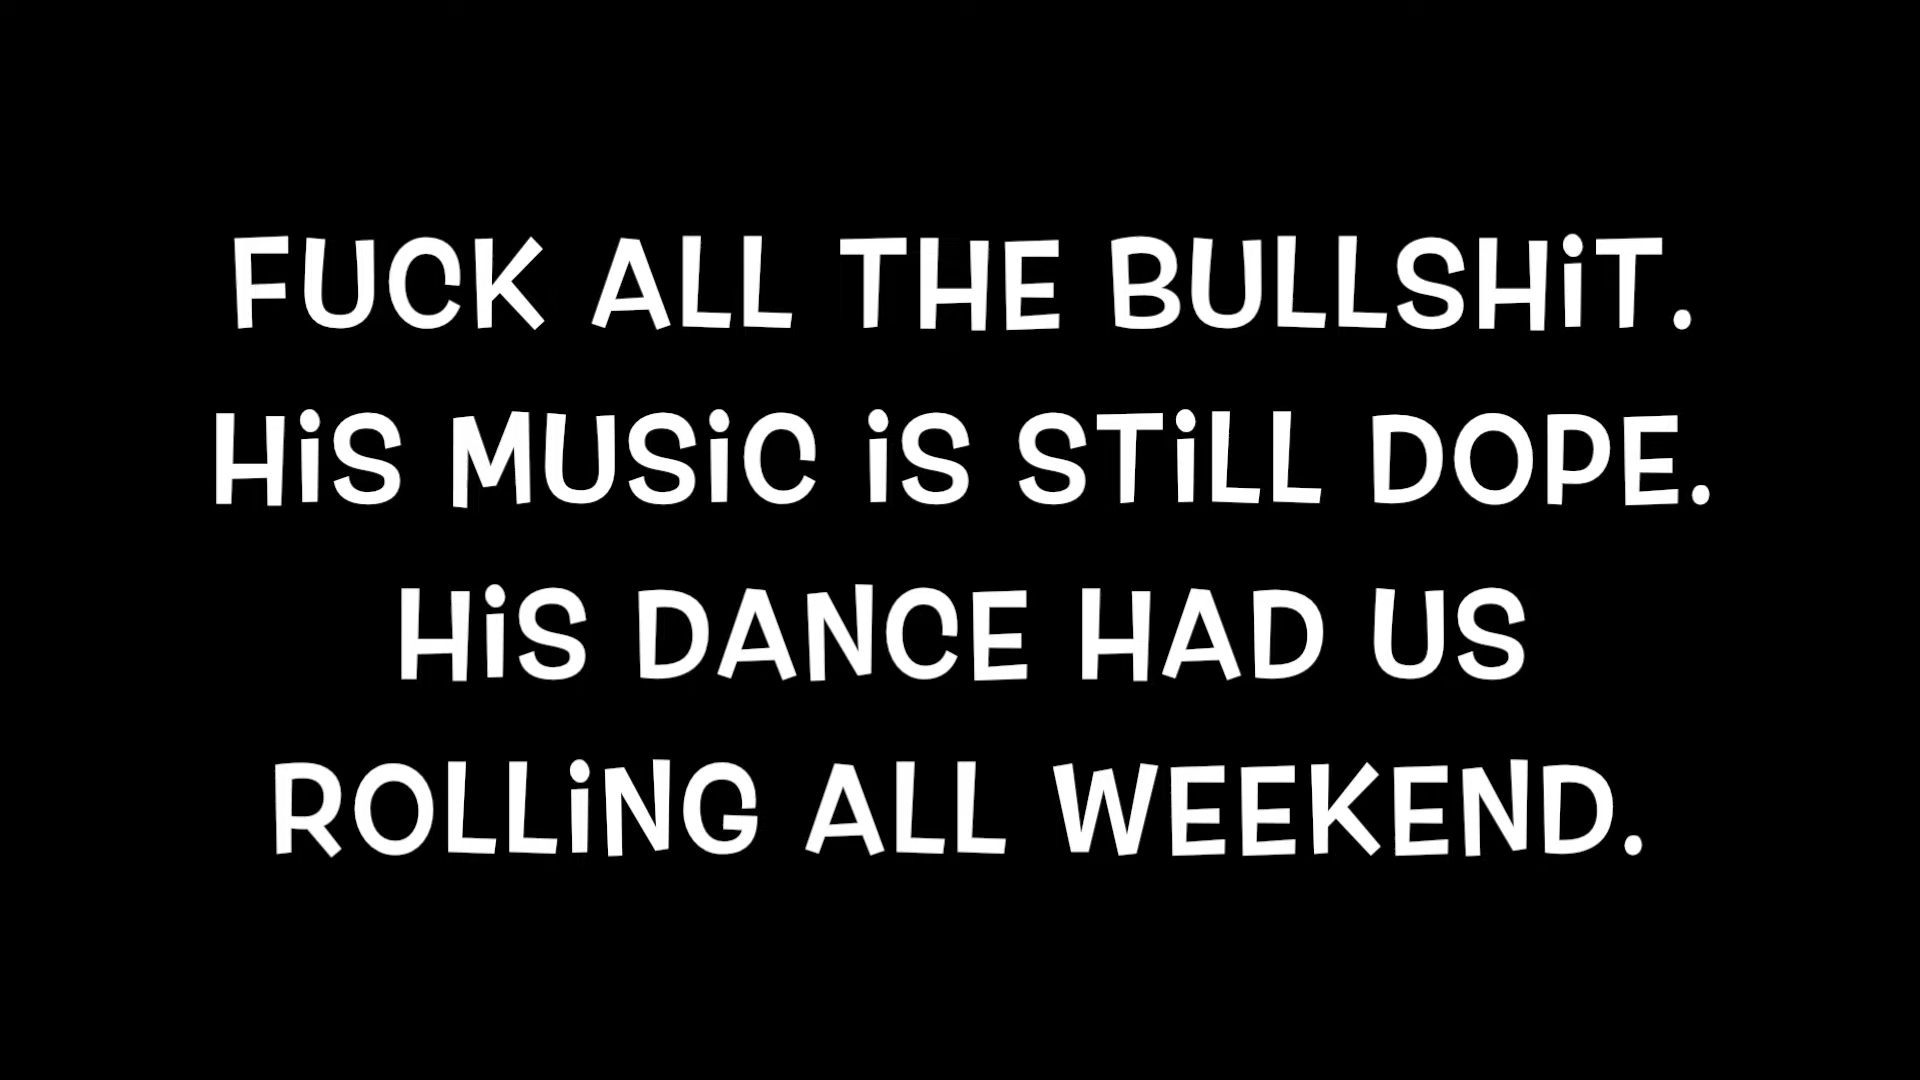 FUCK ALL THE BULLSHiT.
HiS MUSiC iS STiLL DOPE.
HiS DANCE HAD US
ROLLiNG ALL WEEKEND.